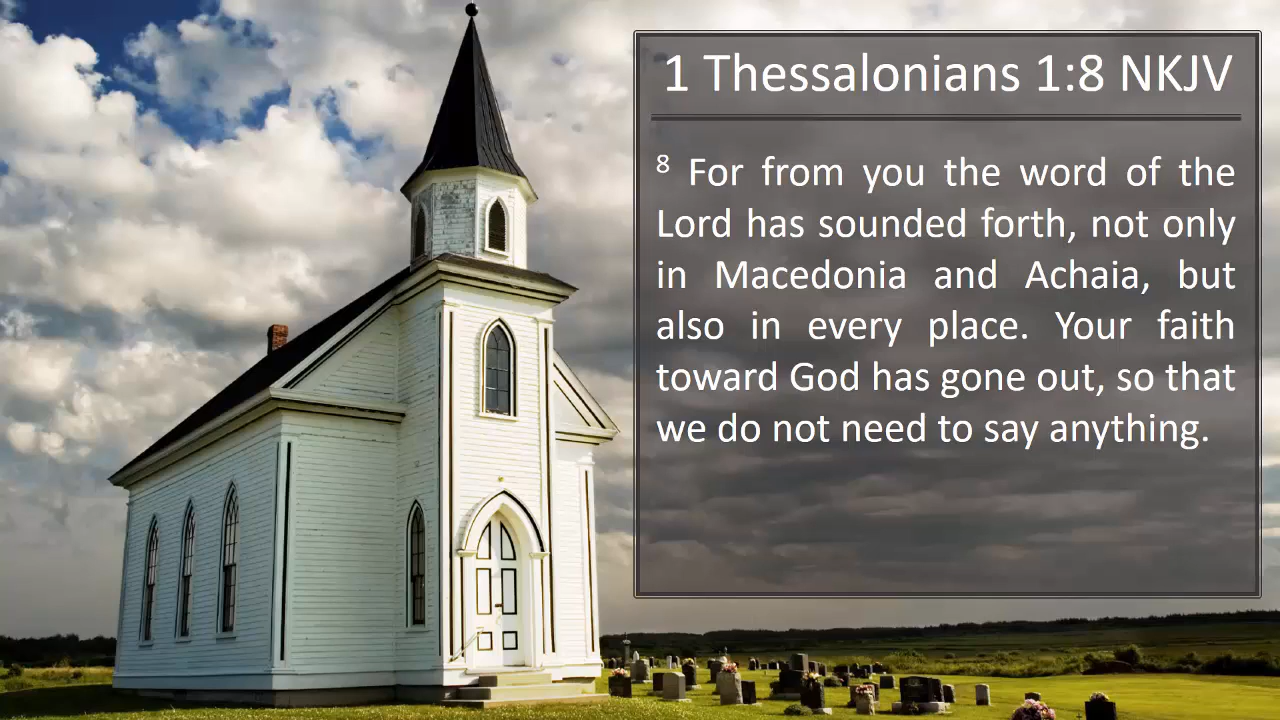 1 Thessalonians 1:8 NKJV
8 For from you the word of the
Lord has sounded forth, not only
in Macedonia and Achaia, but
also in every place. Your faith
toward God has gone out, so that
we do not need to say anything.